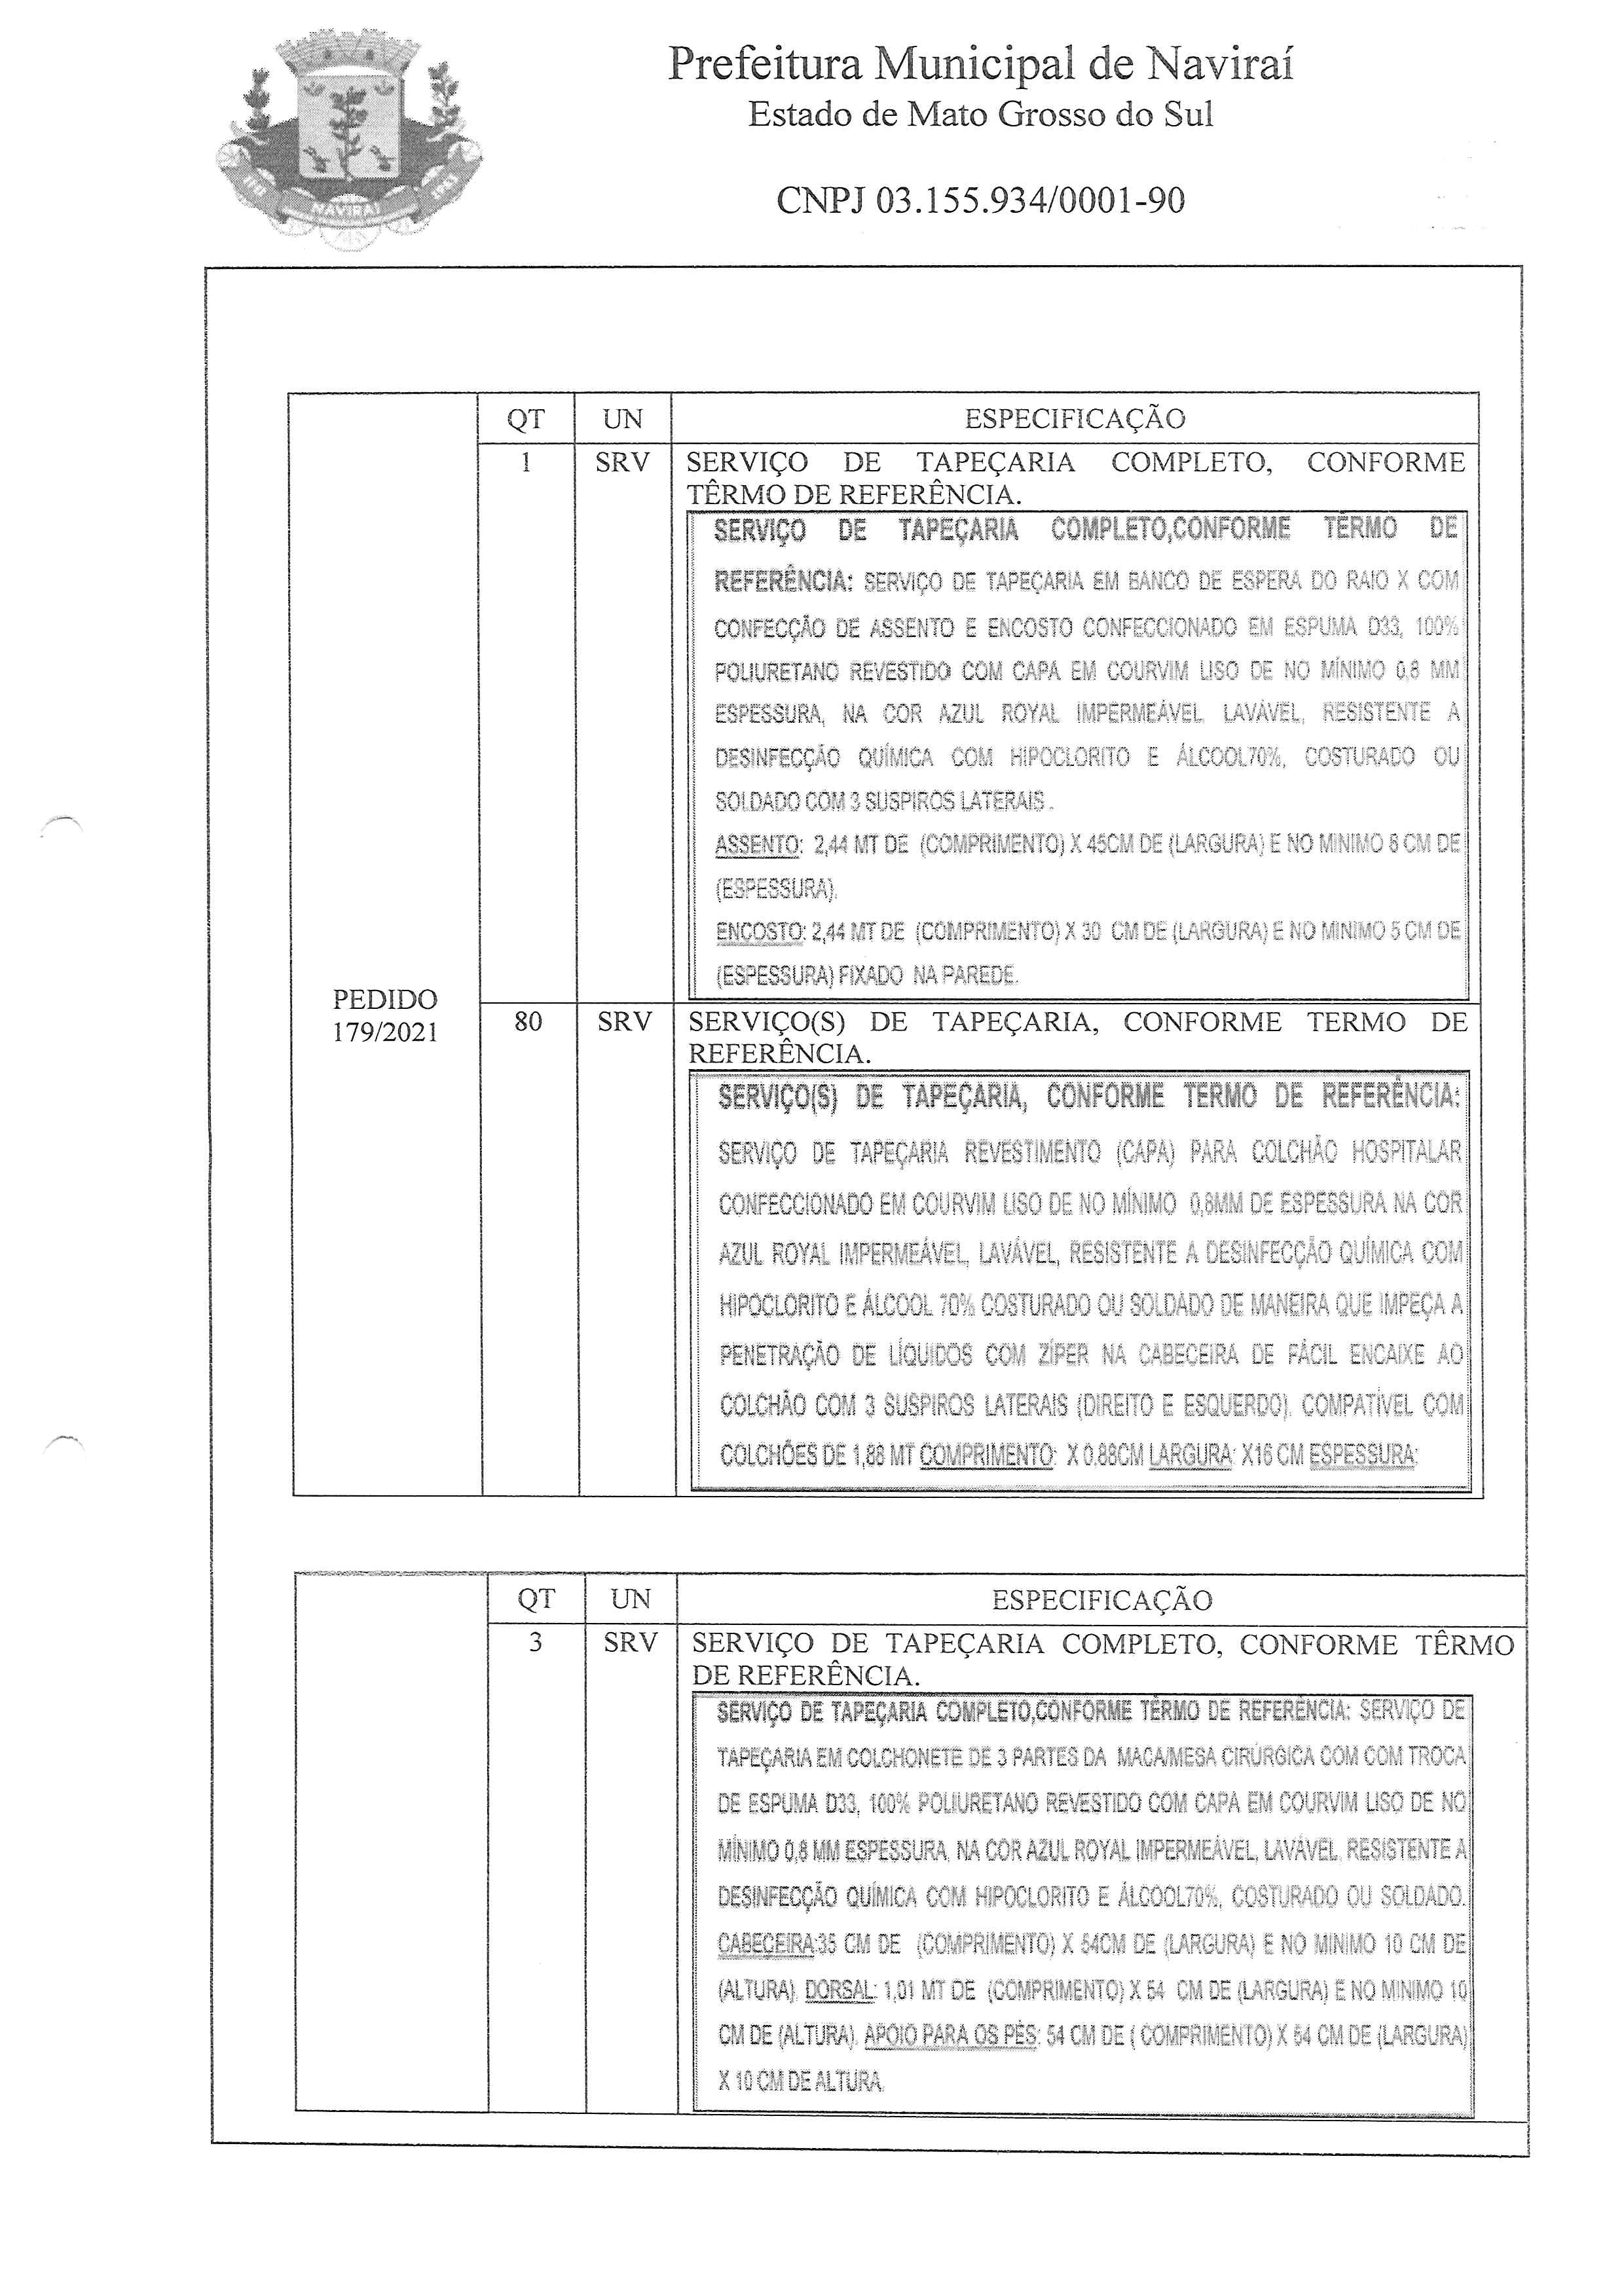 Prefeitura Municipal de Naviraí
Estado de Mato Grosso do Sul
CNPJ 03.155.934/0001-90
NAVIRAI
1963
QT UN ESPECIFICAÇÃO
1 SRV SERVIÇO DE TAPEÇARIA COMPLETO, CONFORME
TÊRMO DE REFERÊNCIA.
SERVIÇO DE TAPEÇARIA COMPLETO,CONFORME TÊRMO DE
REFERÊNCIA: SERVIÇO DE TAPEÇARIA EM BANCO DE ESPERA DO RAIO X COM
CONFECÇÃO DE ASSENTO E ENCOSTO CONFECCIONADO EM ESPUMA D33, 100%
POLIURETANO REVESTIDO COM CAPA EM COURVIM LISO DE NO MÍNIMO 0,8 MM
ESPESSURA, NA COR AZUL ROYAL IMPERMEÁVEL, LAVÁVEL, RESISTENTE A
DESINFECÇÃO QUÍMICA COM HIPOCLORITO E ÁLCOOL70%, COSTURADO OU
SOLDADO COM 3 SUSPIROS LATERAIS .
ASSENTO: 2,44 MT DE (COMPRIMENTO) X 45CM DE (LARGURA) E NO MINIMO 8 CM DE
(ESPESSURA).
ENCOSTO: 2,44 MT DE (COMPRIMENTO) X 30 CM DE (LARGURA) E NO MINIMO 5 CM DE
(ESPESSURA) FIXADO NA PAREDE.
PEDIDO
179/2021
80 SRV SERVIÇO(S) DE TAPEÇARIA, CONFORME TERMO DE
REFERÊNCIA.
SERVIÇO(S) DE TAPEÇARIA, CONFORME TERMO DE REFERÊNCIA:
SERVIÇO DE TAPEÇARIA REVESTIMENTO (CAPA) PARA COLCHÃO HOSPITALAR
CONFECCIONADO EM COURVIM LISO DE NO MÍNIMO 0,8MM DE ESPESSURA NA COR
AZUL ROYAL IMPERMEÁVEL, LAVÁVEL, RESISTENTE A DESINFECÇÃO QUÍMICA COM
HIPOCLORITO E ÁLCOOL 70% COSTURADO OU SOLDADO DE MANEIRA QUE IMPEÇA A
PENETRAÇÃO DE LÍQUIDOS COM ZÍPER NA CABECEIRA DE FÁCIL ENCAIXE AO
COLCHÃO COM 3 SUSPIROS LATERAIS (DIREITO E ESQUERDO). COMPATÍVEL COM
COLCHÕES DE 1,88 MT COMPRIMENTO: X 0,88CM LARGURA: X16 CM ESPESSURA:
QT UN ESPECIFICAÇÃO
3 SRV SERVIÇO DE TAPEÇARIA COMPLETO, CONFORME TÊRMO
DE REFERÊNCIA.
SERVIÇO DE TAPEÇARIA COMPLETO,CONFORME TÊRMO DE REFERÊNCIA: SERVIÇO DE
TAPEÇARIA EM COLCHONETE DE 3 PARTES DA MACA/MESA CIRÚRGICA COM COM TROCA
DE ESPUMA D33, 100% POLIURETANO REVESTIDO COM CAPA EM COURVIM LISO DE NO
MÍNIMO 0,8 MM ESPESSURA, NA COR AZUL ROYAL IMPERMEÁVEL, LAVÁVEL, RESISTENTE A
DESINFECÇÃO QUÍMICA COM HIPOCLORITO E ÁLCOOL70%, COSTURADO OU SOLDADO.
CABECEIRA:35 CM DE (COMPRIMENTO) X 54CM DE (LARGURA) E NO MINIMO 10 CM DE
(ALTURA). DORSAL: 1,01 MT DE (COMPRIMENTO) X 54 CM DE (LARGURA) E NO MINIMO 10
CM DE (ALTURA). APOIO PARA OS PÉS: 54 CM DE ( COMPRIMENTO) X 54 CM DE (LARGURA)
X 10 CM DE ALTURA.